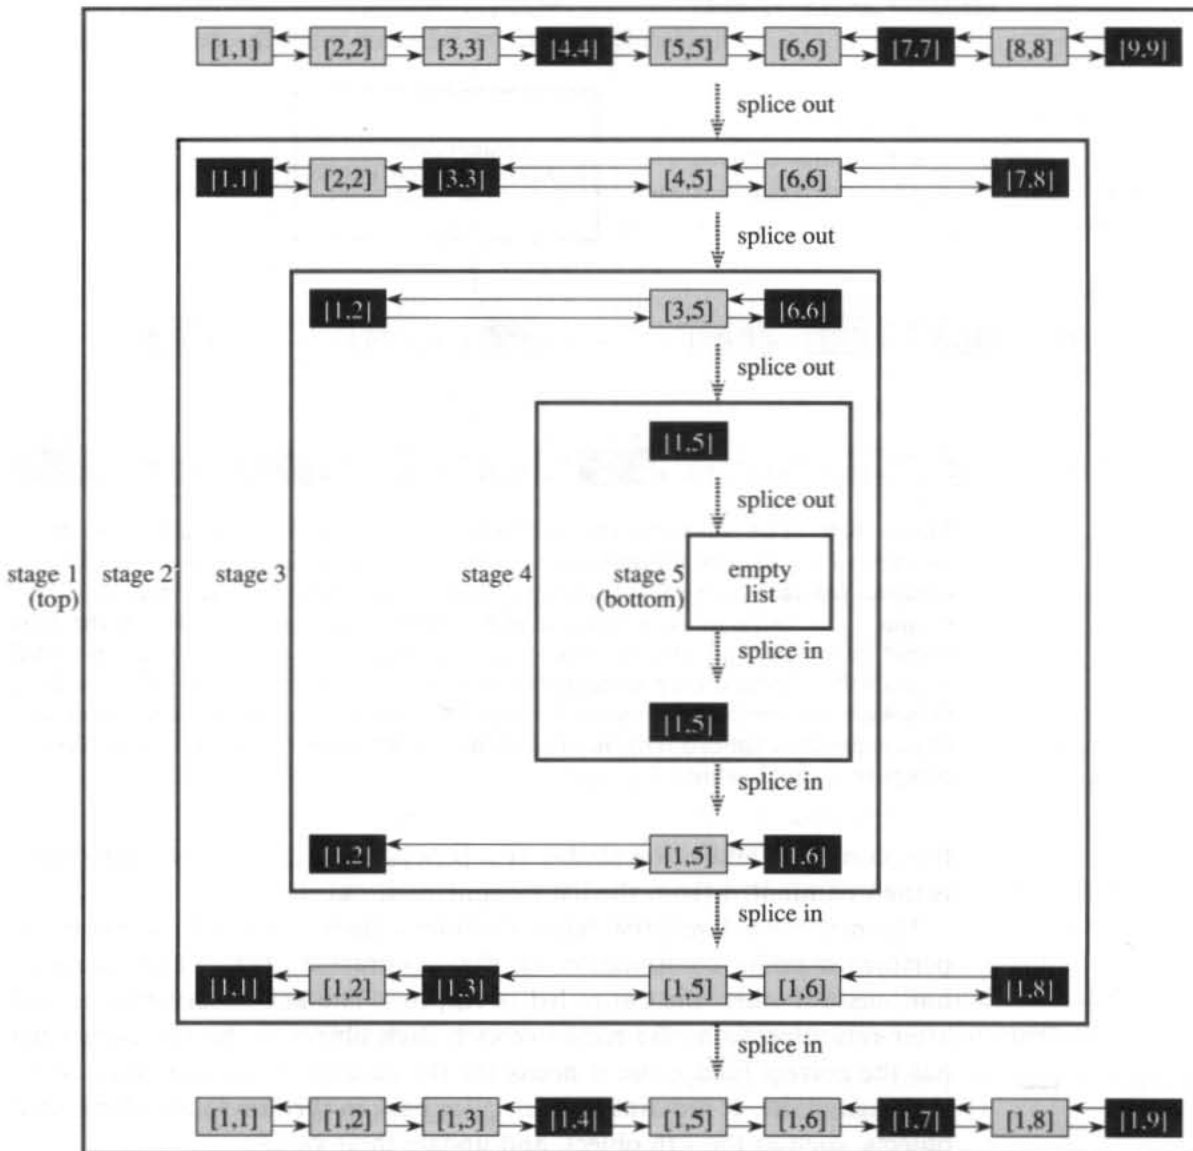 [1,1] [2,2] [3,3] [4,4] [5,5] [6,6] [7,7] [8,8] [9,9]
splice out
[1,1] [2,2] [3,3] [4,5] [6,6] [7,8]
splice out
[1,2] [3,5] [6,6]
splice out
[1,5]
splice out
stage 1
(top)
stage 2
stage 3
stage 4
stage 5
(bottom)
empty
list
splice in
[1,5]
splice in
[1,2] [1,5] [1,6]
splice in
[1,1] [1,2] [1,3] [1,5] [1,6] [1,8]
splice in
[1,1] [1,2] [1,3] [1,4] [1,5] [1,6] [1,7] [1,8] [1,9]